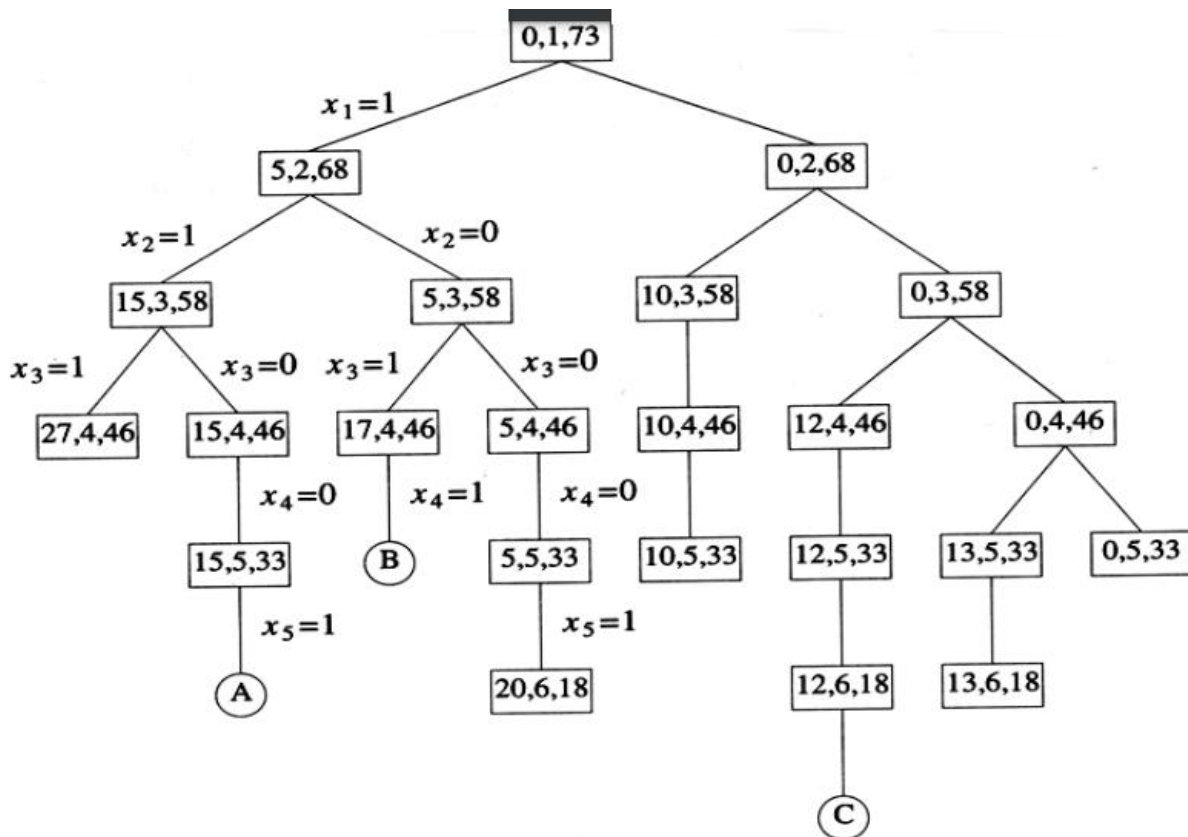 0,1,73
x₁=1
5,2,68
0,2,68
x₂=1
x₂=0
15,3,58
5,3,58
10,3,58
0,3,58
x₃=1
x₃=0
x₃=1
x₃=0
27,4,46
15,4,46
17,4,46
5,4,46
10,4,46
12,4,46
0,4,46
x₄=0
x₄=1
x₄=0
15,5,33
B
5,5,33
10,5,33
12,5,33
13,5,33
0,5,33
x₅=1
x₅=1
A
20,6,18
12,6,18
13,6,18
C